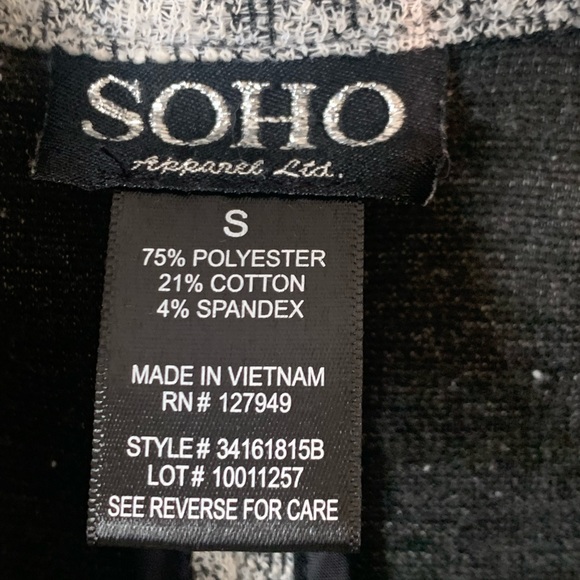 SOHO
Apparel Ltd.
S
75% POLYESTER
21% COTTON
4% SPANDEX
MADE IN VIETNAM
RN# 127949
STYLE# 34161815B
LOT# 10011257
SEE REVERSE FOR CARE